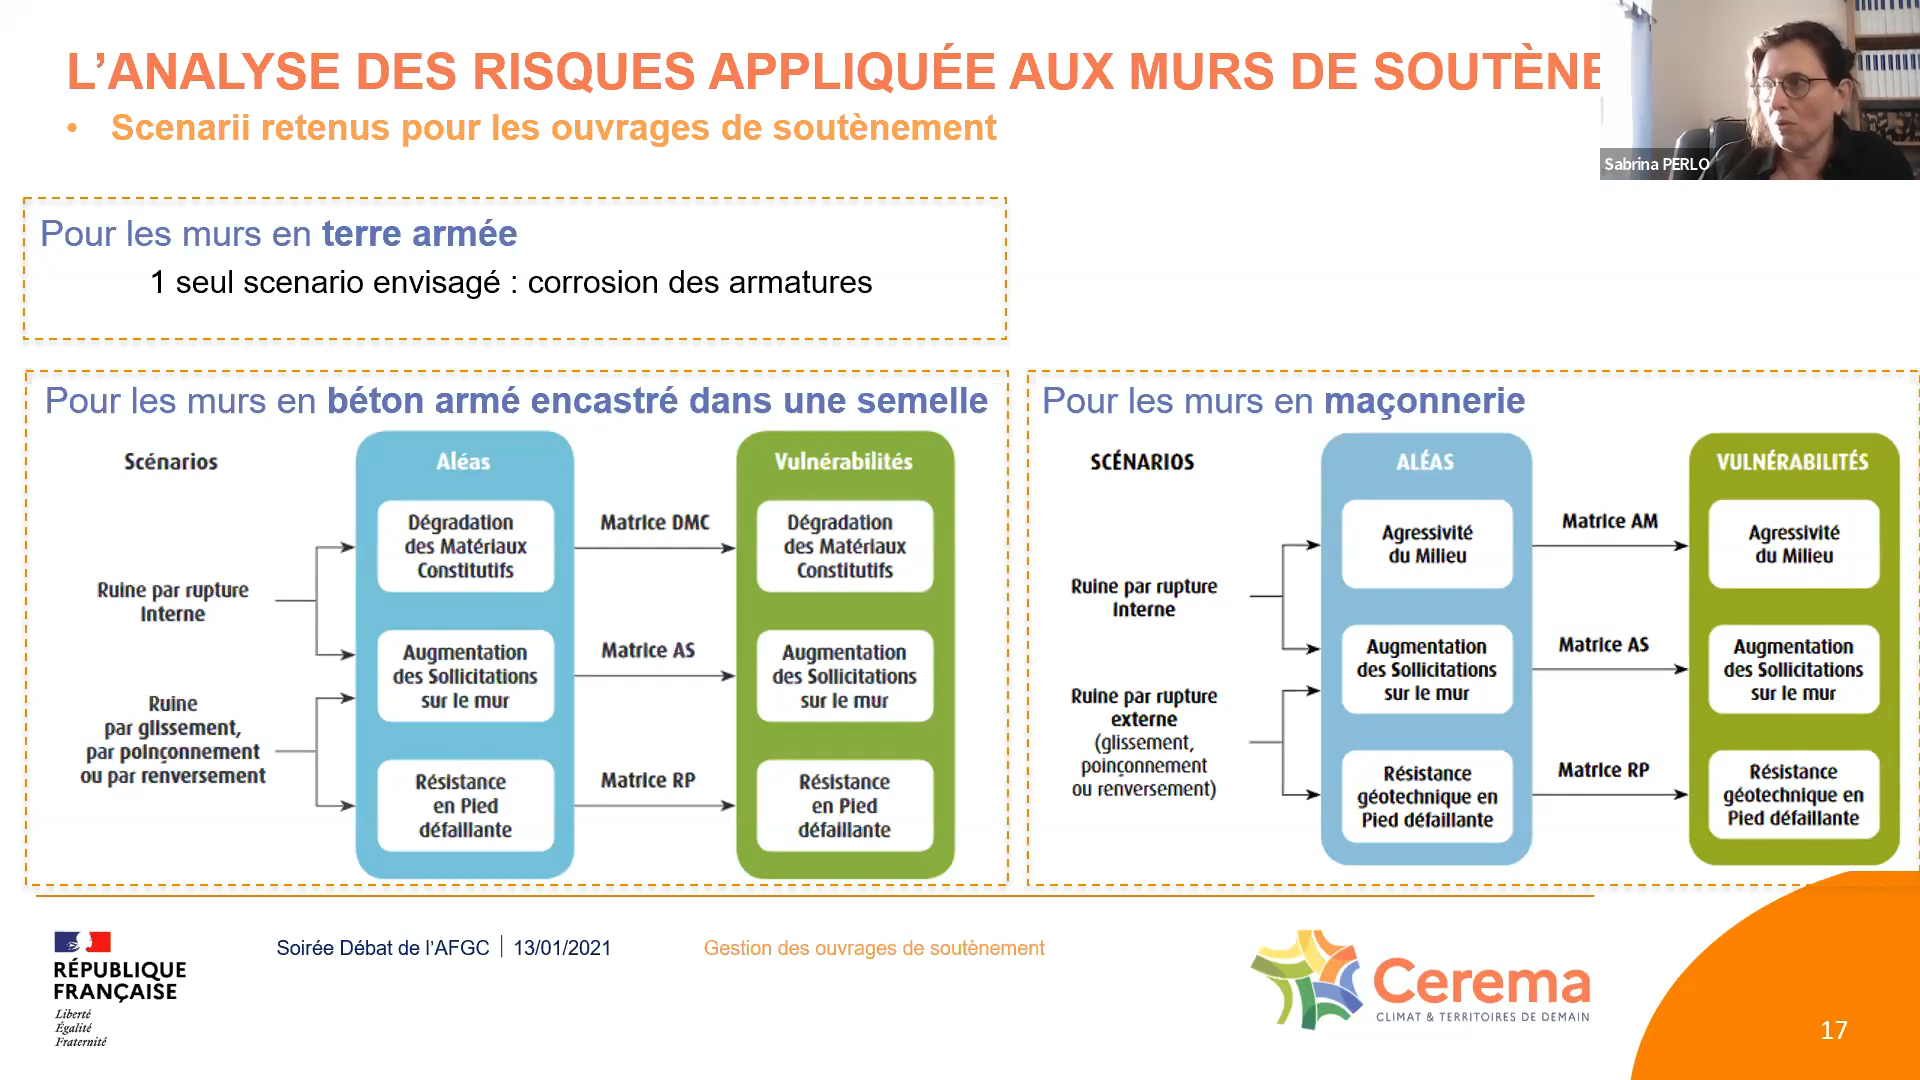 L’ANALYSE DES RISQUES APPLIQUÉE AUX MURS DE SOUTÈNE
• Scenarii retenus pour les ouvrages de soutènement
Sabrina PERLO
Pour les murs en terre armée
1 seul scenario envisagé : corrosion des armatures
Pour les murs en béton armé encastré dans une semelle
Scénarios
Aléas
Vulnérabilités
Ruine par rupture
Interne
Ruine
par glissement,
par poinçonnement
ou par renversement
Dégradation
des Matériaux
Constitutifs
Matrice DMC
Dégradation
des Matériaux
Constitutifs
Augmentation
des Sollicitations
sur le mur
Matrice AS
Augmentation
des Sollicitations
sur le mur
Résistance
en Pied
défaillante
Matrice RP
Résistance
en Pied
défaillante
Pour les murs en maçonnerie
SCÉNARIOS
ALÉAS
VULNÉRABILITÉS
Ruine par rupture
Interne
Ruine par rupture
externe
(glissement,
poinçonnement
ou renversement)
Agressivité
du Milieu
Matrice AM
Agressivité
du Milieu
Augmentation
des Sollicitations
sur le mur
Matrice AS
Augmentation
des Sollicitations
sur le mur
Résistance
géotechnique en
Pied défaillante
Matrice RP
Résistance
géotechnique en
Pied défaillante
RÉPUBLIQUE
FRANÇAISE
Liberté
Égalité
Fraternité
Soirée Débat de l’AFGC | 13/01/2021
Gestion des ouvrages de soutènement
Cerema
CLIMAT & TERRITOIRES DE DEMAIN
17